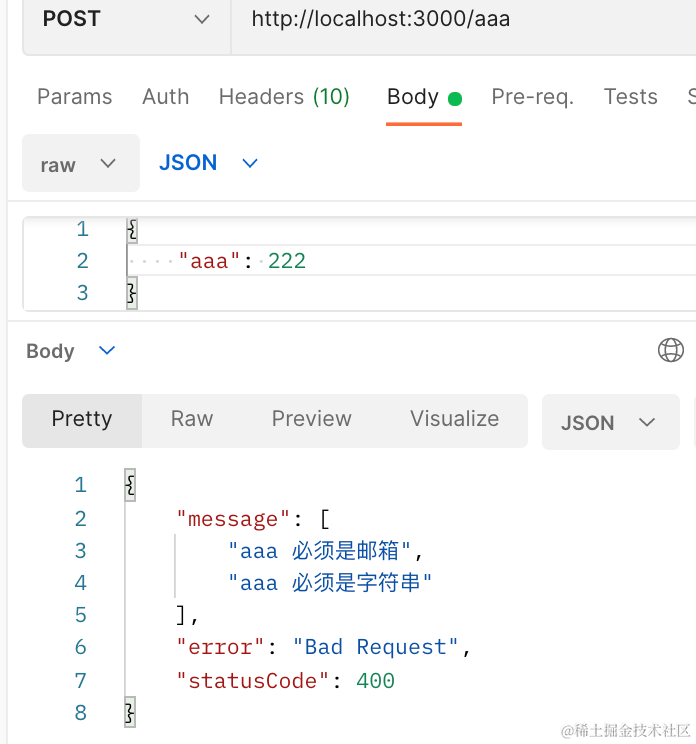 POST http://localhost:3000/aaa
Params Auth Headers (10) Body Pre-req. Tests S
raw JSON
1 {
2 "aaa": 222
3 }
Body
Pretty Raw Preview Visualize JSON
1 {
2 "message": [
3 "aaa 必须是邮箱",
4 "aaa 必须是字符串"
5 ],
6 "error": "Bad Request",
7 "statusCode": 400
8 }
@稀土掘金技术社区